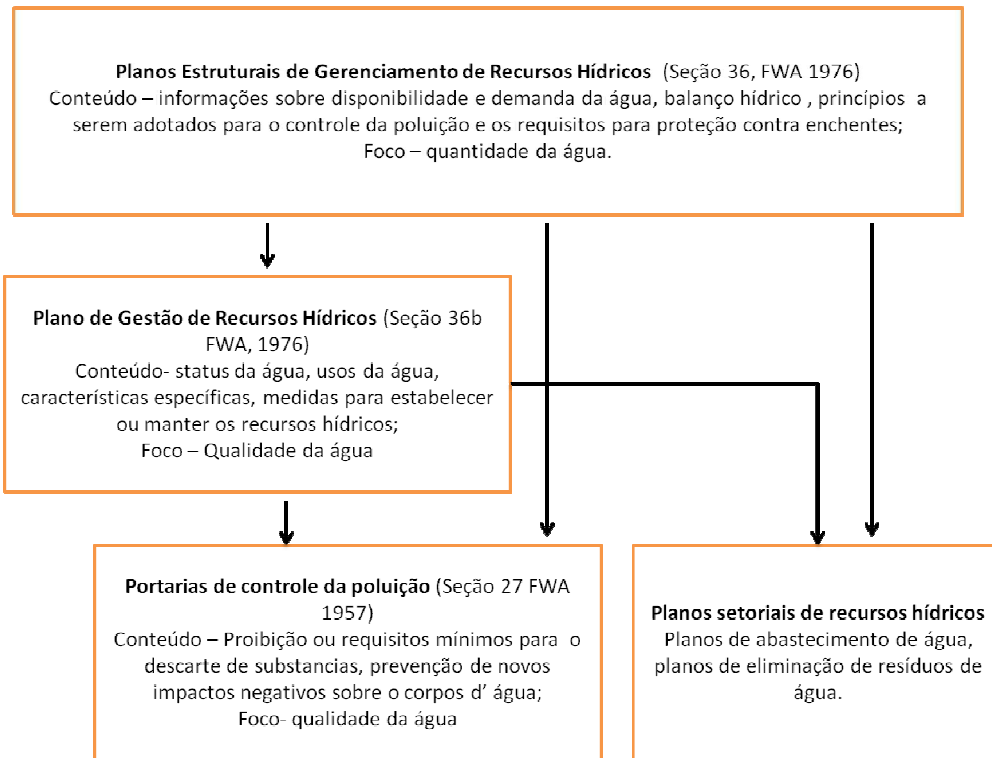 Planos Estruturais de Gerenciamento de Recursos Hídricos (Seção 36, FWA 1976)
Conteúdo – informações sobre disponibilidade e demanda da água, balanço hídrico , princípios a
serem adotados para o controle da poluição e os requisitos para proteção contra enchentes;
Foco – quantidade da água.
Plano de Gestão de Recursos Hídricos (Seção 36b
FWA, 1976)
Conteúdo- status da água, usos da água,
características específicas, medidas para estabelecer
ou manter os recursos hídricos;
Foco – Qualidade da água
Portarias de controle da poluição (Seção 27 FWA
1957)
Conteúdo – Proibição ou requisitos mínimos para o
descarte de substancias, prevenção de novos
impactos negativos sobre o corpos d’ água;
Foco- qualidade da água
Planos setoriais de recursos hídricos
Planos de abastecimento de água,
planos de eliminação de resíduos de
água.